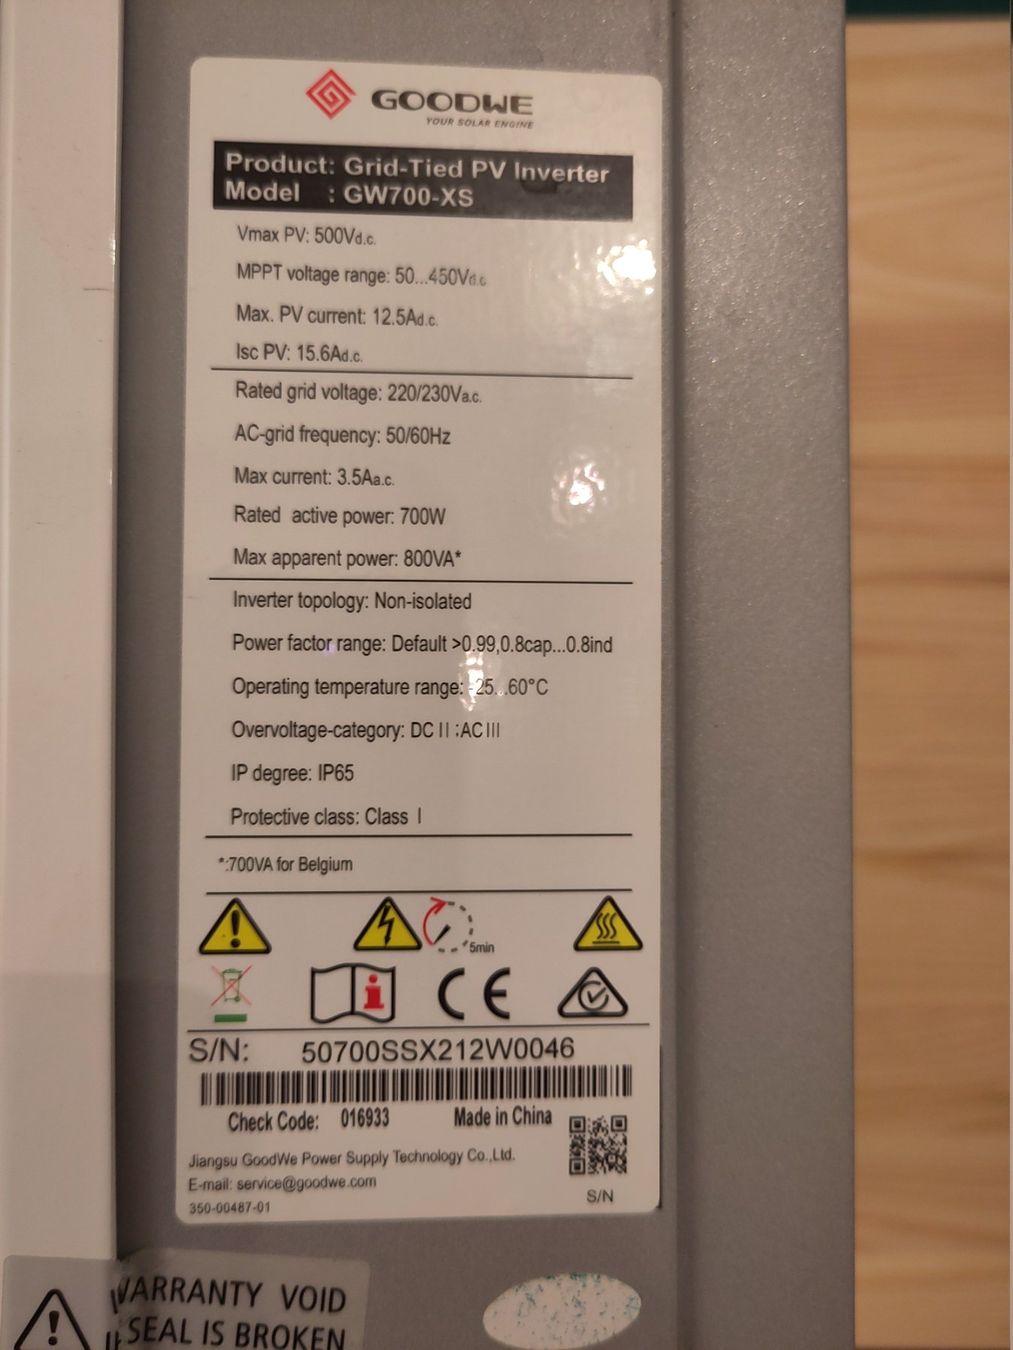 GOODWE
YOUR SOLAR ENGINE
Product: Grid-Tied PV Inverter
Model : GW700-XS
Vmax PV: 500Vd.c.
MPPT voltage range: 50...450Vd.c
Max. PV current: 12.5Ad.c.
Isc PV: 15.6Ad.c.
Rated grid voltage: 220/230Va.c.
AC-grid frequency: 50/60Hz
Max current: 3.5Aa.c.
Rated active power: 700W
Max apparent power: 800VA*
Inverter topology: Non-isolated
Power factor range: Default >0.99,0.8cap...0.8ind
Operating temperature range: -25...60°C
Overvoltage-category: DC II ;AC III
IP degree: IP65
Protective class: Class I
*:700VA for Belgium
5min
CE
S/N: 50700SSX212W0046
Check Code: 016933 Made in China
Jiangsu GoodWe Power Supply Technology Co.,Ltd.
E-mail: service@goodwe.com
350-00487-01
S/N
WARRANTY VOID
IF SEAL IS BROKEN